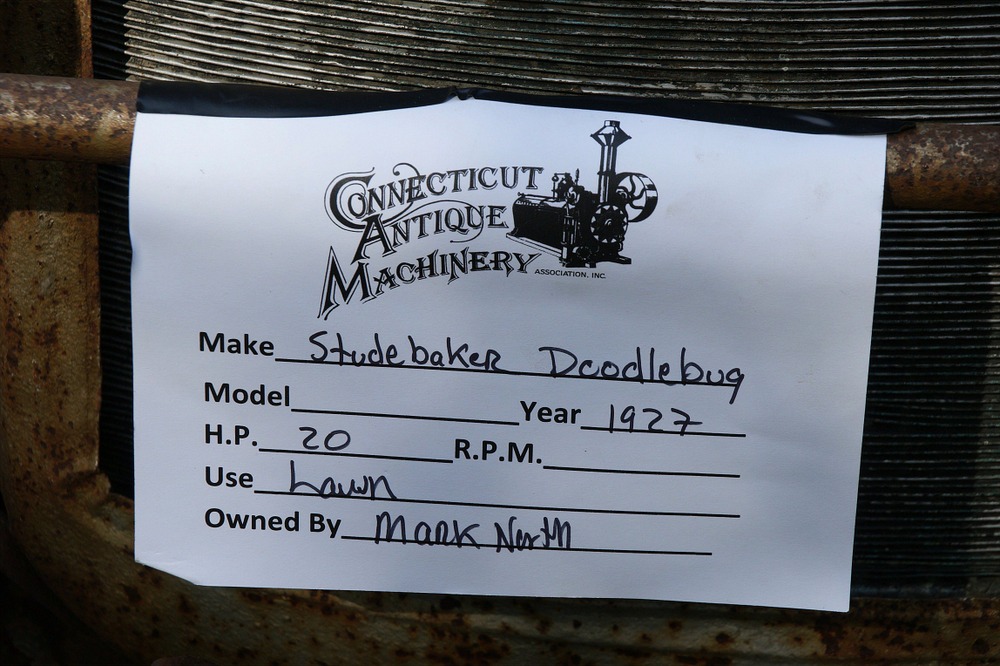 CONNECTICUT
ANTIQUE
MACHINERY
ASSOCIATION, INC.
Make Studebaker Doodlebug
Model Year 1927
H.P. 20 R.P.M.
Use Lawn
Owned By Mark North